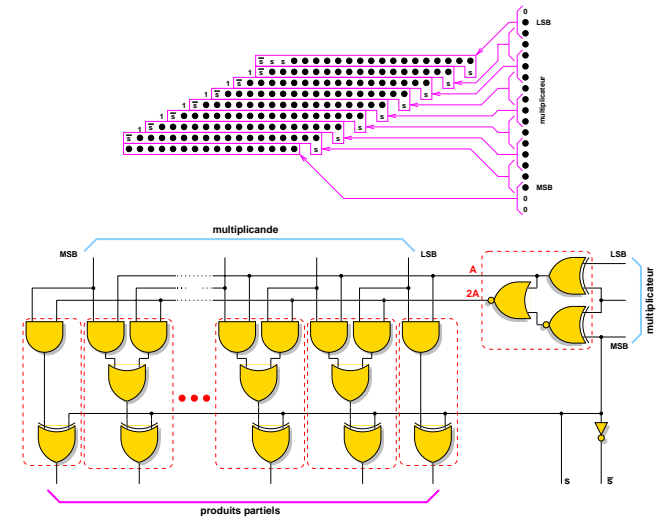 0
LSB
s̅ s s
s̅ s
1 s̅ s
1 s̅ s
1 s̅ s
1 s̅ s
1 s̅ s
s̅ s
multiplicateur
MSB
0
0
multiplicande
MSB
LSB
A
2A
LSB
MSB
multiplicateur
s
s̅
produits partiels